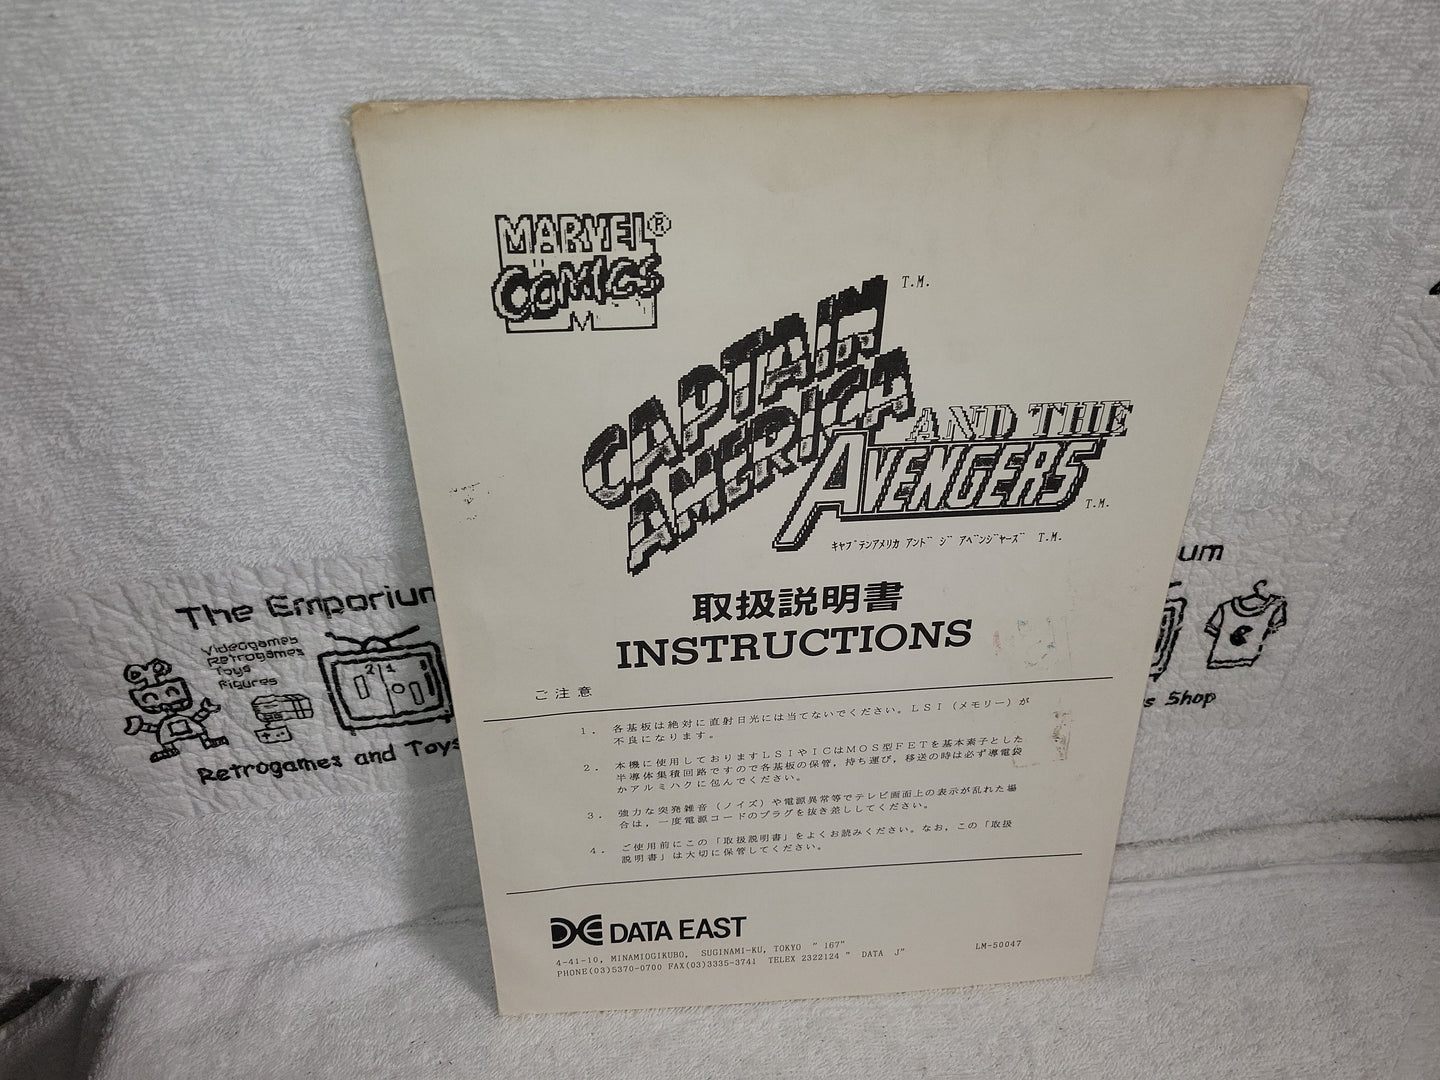 MARVEL®
COMICS
M
T.M.
CAPTAIN
AMERICA
AND THE
AVENGERS
T.M.
ｷｬﾌﾟﾃﾝｱﾒﾘｶ ｱﾝﾄﾞ ｼﾞ ｱﾍﾞﾝｼﾞｬｰｽﾞ T.M.
取扱説明書
INSTRUCTIONS
ご注意
1. 各基板は絶対に直射日光には当てないでください。ＬＳＩ（メモリー）が
不良になります。
2. 本機に使用しておりますＬＳＩやＩＣはＭＯＳ型ＦＥＴを基本素子とした
半導体集積回路ですので各基板の保管，持ち運び，移送の時は必ず導電袋
かアルミハクに包んでください。
3. 強力な突発雑音（ノイズ）や電源異常等でテレビ画面上の表示が乱れた場
合は，一度電源コードのプラグを抜き差ししてください。
4. ご使用前にこの「取扱説明書」をよくお読みください。なお，この「取扱
説明書」は大切に保管してください。
DE DATA EAST
4-41-10, MINAMIOGIKUBO, SUGINAMI-KU, TOKYO " 167"
PHONE(03)5370-0700 FAX(03)3335-3741 TELEX 2322124 " DATA J"
LM-50047
The Emporium
Videogames
Retrogames
Toys
Figures
2 1
Retrogames and Toys
um
s Shop